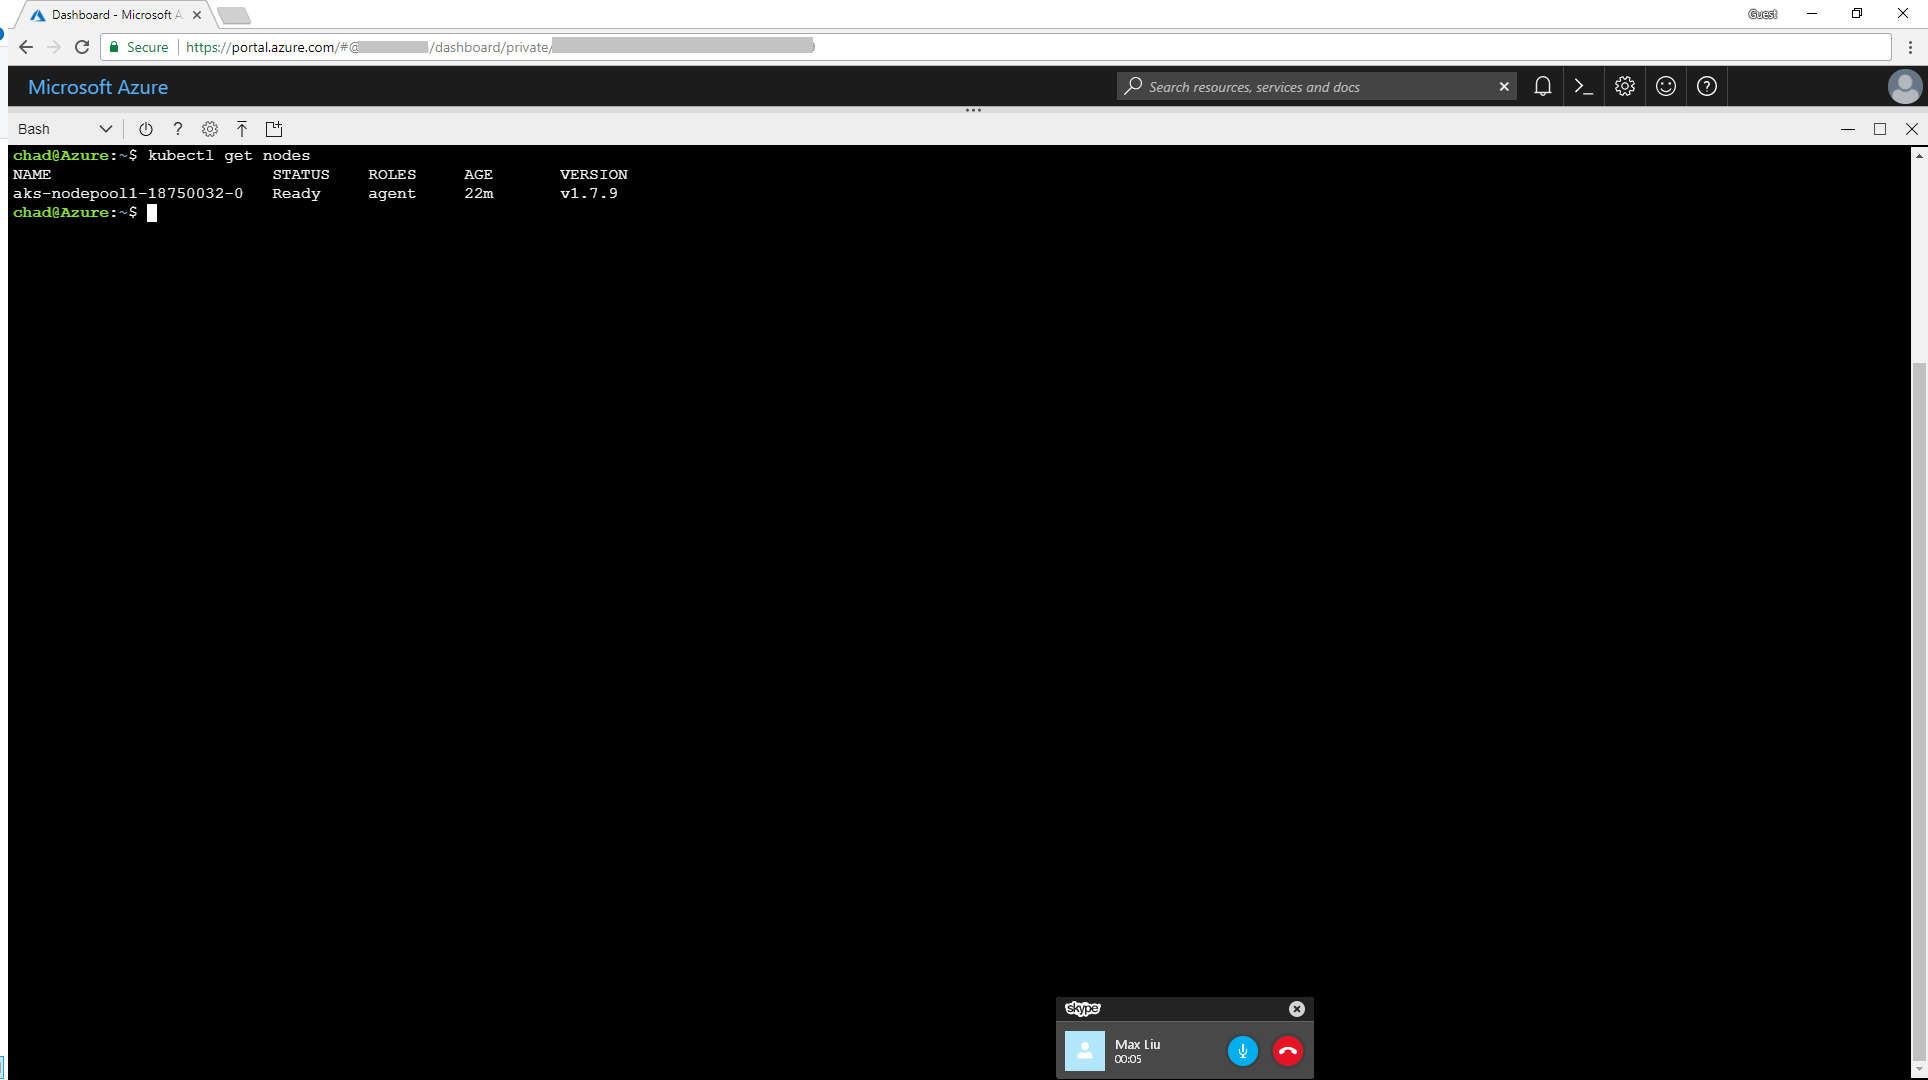 Dashboard - Microsoft A
Guest
Secure https://portal.azure.com/#@ /dashboard/private/
Microsoft Azure
Search resources, services and docs
Bash
chad@Azure:~$ kubectl get nodes
NAME STATUS ROLES AGE VERSION
aks-nodepool1-18750032-0 Ready agent 22m v1.7.9
chad@Azure:~$
skype
Max Liu
00:05